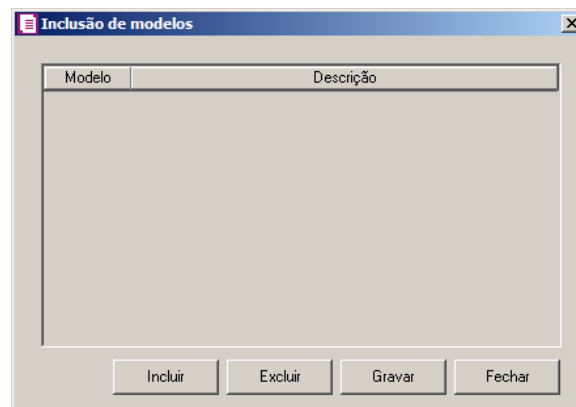 Inclusão de modelos
Modelo Descrição
Incluir Excluir Gravar Fechar